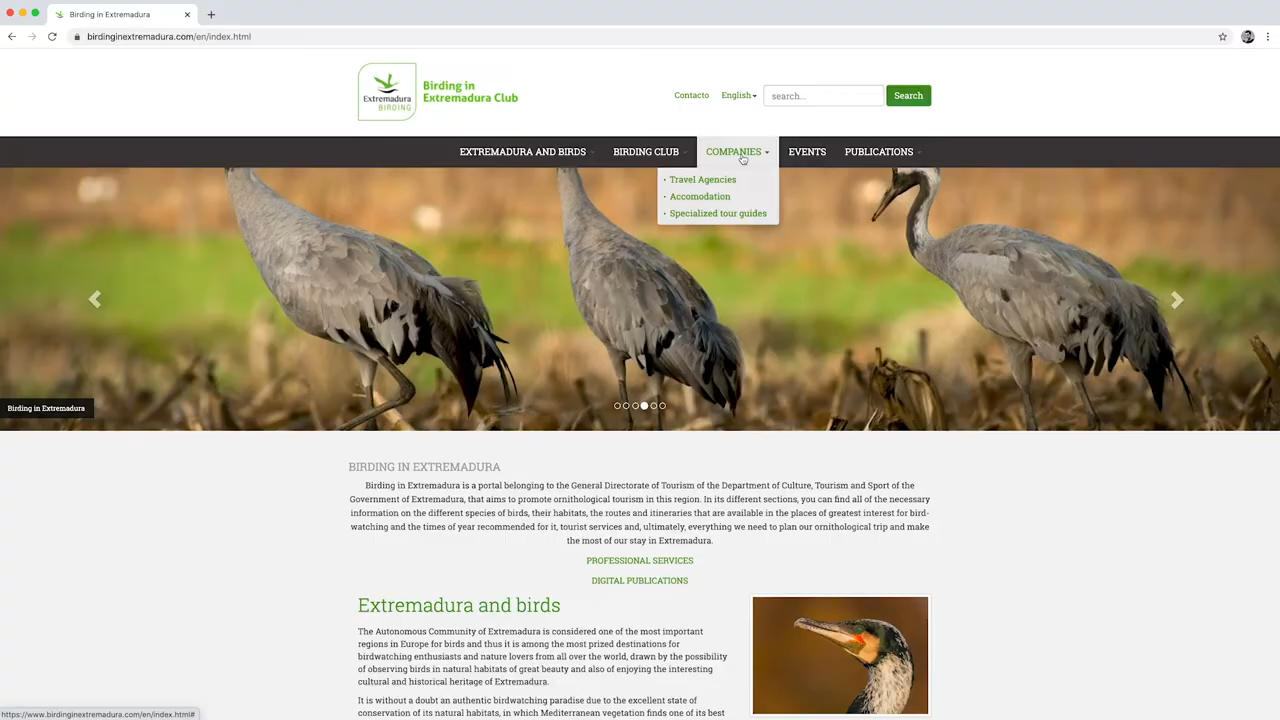 Birding in Extremadura
birdinginextremadura.com/en/index.html
Extremadura
BIRDING
Birding in
Extremadura Club
Contacto
English
search...
Search
EXTREMADURA AND BIRDS
BIRDING CLUB
COMPANIES
EVENTS
PUBLICATIONS
Travel Agencies
Accomodation
Specialized tour guides
Birding in Extremadura
BIRDING IN EXTREMADURA
Birding in Extremadura is a portal belonging to the General Directorate of Tourism of the Department of Culture, Tourism and Sport of the
Government of Extremadura, that aims to promote ornithological tourism in this region. In its different sections, you can find all of the necessary
information on the different species of birds, their habitats, the routes and itineraries that are available in the places of greatest interest for bird-
watching and the times of year recommended for it, tourist services and, ultimately, everything we need to plan our ornithological trip and make
the most of our stay in Extremadura.
PROFESSIONAL SERVICES
DIGITAL PUBLICATIONS
Extremadura and birds
The Autonomous Community of Extremadura is considered one of the most important
regions in Europe for birds and thus it is among the most prized destinations for
birdwatching enthusiasts and nature lovers from all over the world, drawn by the possibility
of observing birds in natural habitats of great beauty and also of enjoying the interesting
cultural and historical heritage of Extremadura.
It is without a doubt an authentic birdwatching paradise due to the excellent state of
conservation of its natural habitats, in which Mediterranean vegetation finds one of its best
https://www.birdinginextremadura.com/en/index.html#